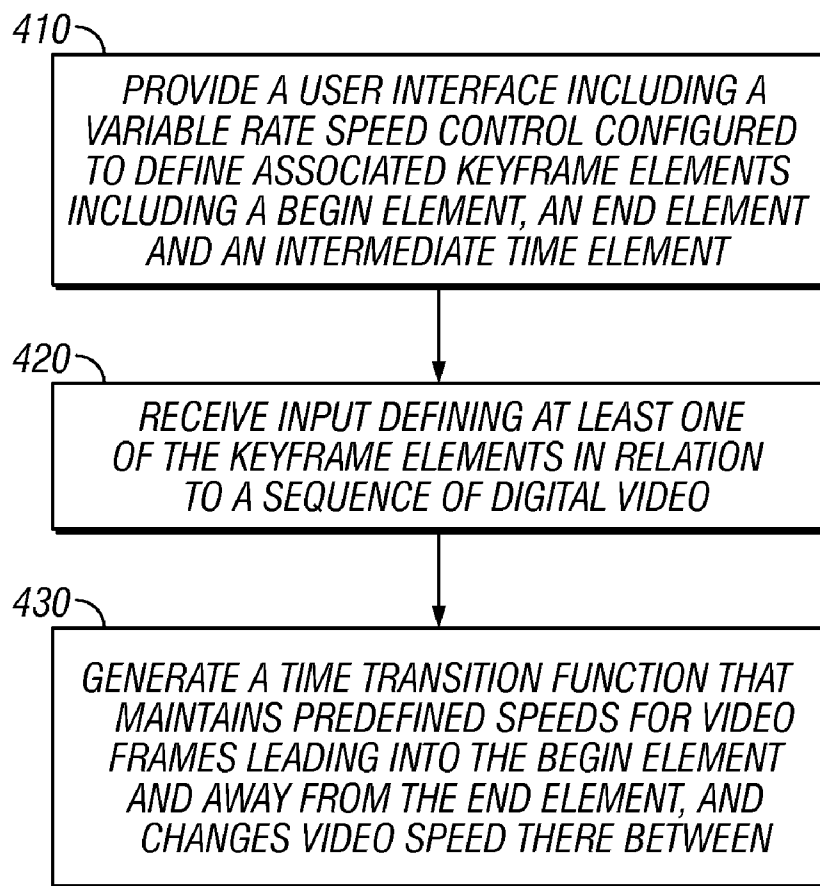 410
PROVIDE A USER INTERFACE INCLUDING A
VARIABLE RATE SPEED CONTROL CONFIGURED
TO DEFINE ASSOCIATED KEYFRAME ELEMENTS
INCLUDING A BEGIN ELEMENT, AN END ELEMENT
AND AN INTERMEDIATE TIME ELEMENT
420
RECEIVE INPUT DEFINING AT LEAST ONE
OF THE KEYFRAME ELEMENTS IN RELATION
TO A SEQUENCE OF DIGITAL VIDEO
430
GENERATE A TIME TRANSITION FUNCTION THAT
MAINTAINS PREDEFINED SPEEDS FOR VIDEO
FRAMES LEADING INTO THE BEGIN ELEMENT
AND AWAY FROM THE END ELEMENT, AND
CHANGES VIDEO SPEED THERE BETWEEN